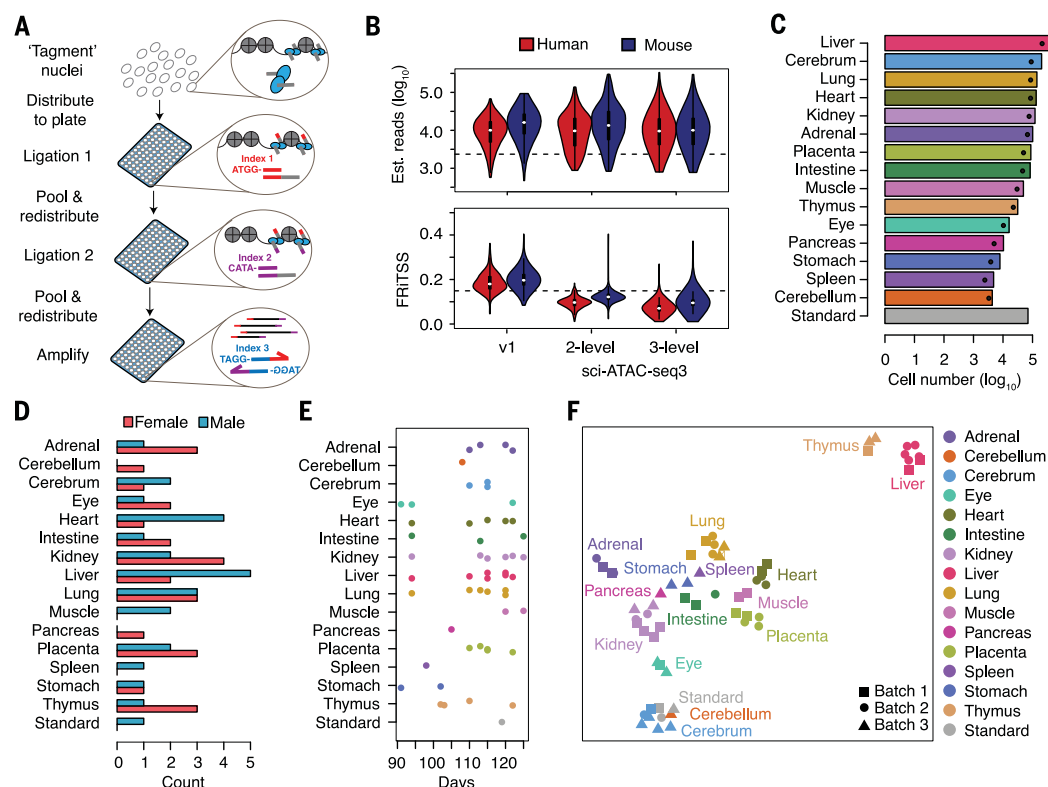 A
'Tagment'
nuclei
Distribute
to plate
Ligation 1
Pool &
redistribute
Ligation 2
Pool &
redistribute
Amplify
Index 1
ATGG-
Index 2
CATA-
Index 3
TAGG-
-GGAT
B
Human
Mouse
Est. reads (log10)
5.0
4.0
3.0
FRiTSS
0.4
0.2
0.0
v1
2-level
3-level
sci-ATAC-seq3
C
Liver
Cerebrum
Lung
Heart
Kidney
Adrenal
Placenta
Intestine
Muscle
Thymus
Eye
Pancreas
Stomach
Spleen
Cerebellum
Standard
0 1 2 3 4 5
Cell number (log10)
D
Female
Male
Adrenal
Cerebellum
Cerebrum
Eye
Heart
Intestine
Kidney
Liver
Lung
Muscle
Pancreas
Placenta
Spleen
Stomach
Thymus
Standard
0 1 2 3 4 5
Count
E
Adrenal
Cerebellum
Cerebrum
Eye
Heart
Intestine
Kidney
Liver
Lung
Muscle
Pancreas
Placenta
Spleen
Stomach
Thymus
Standard
90 100 110 120
Days
F
Thymus
Liver
Lung
Adrenal
Stomach
Spleen
Heart
Pancreas
Muscle
Intestine
Placenta
Kidney
Eye
Standard
Cerebellum
Cerebrum
Batch 1
Batch 2
Batch 3
Adrenal
Cerebellum
Cerebrum
Eye
Heart
Intestine
Kidney
Liver
Lung
Muscle
Pancreas
Placenta
Spleen
Stomach
Thymus
Standard